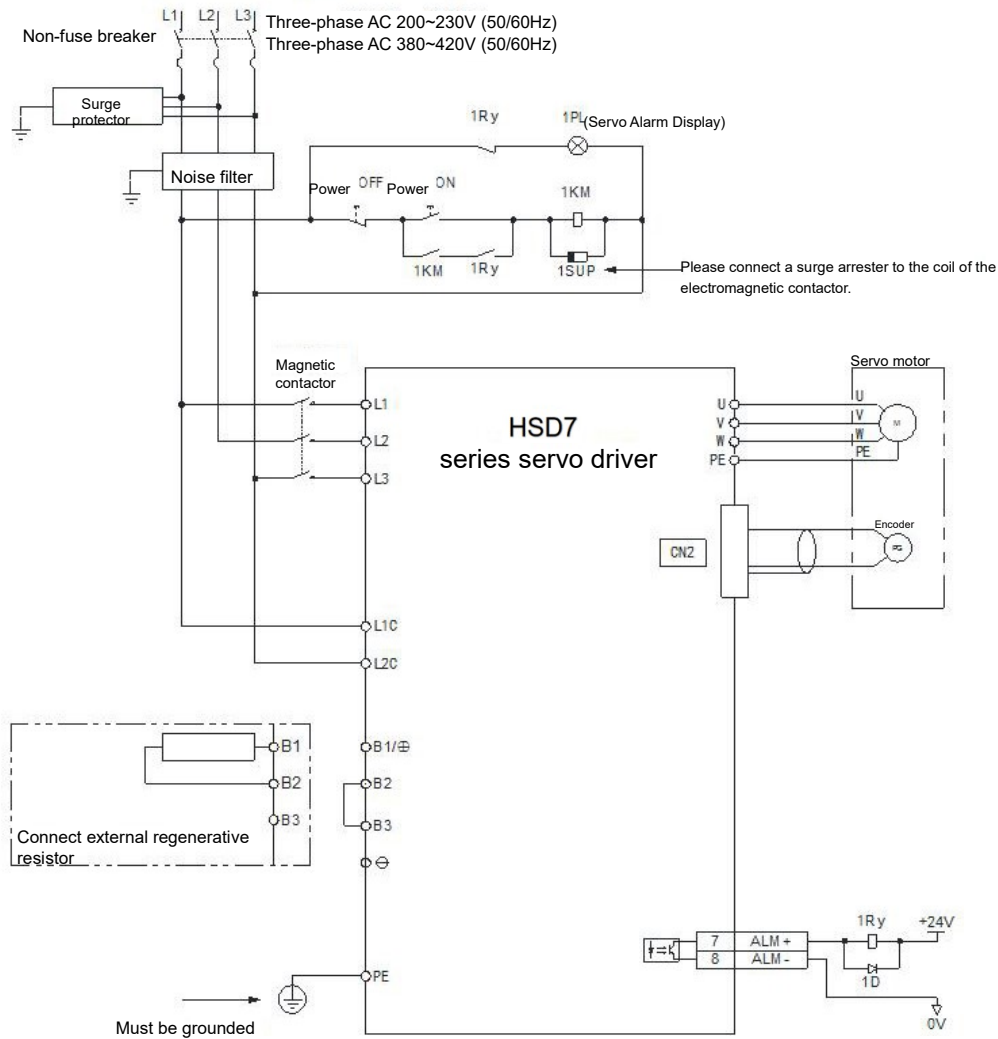 L1 L2 L3
Three-phase AC 200~230V (50/60Hz)
Non-fuse breaker
Three-phase AC 380~420V (50/60Hz)
Surge
protector
1Ry
1PL (Servo Alarm Display)
Noise filter
Power OFF Power ON
1KM
1KM 1Ry 1SUP
Please connect a surge arrester to the coil of the
electromagnetic contactor.
Magnetic
contactor
Servo motor
L1
L2
L3
HSD7
series servo driver
U
V
W
PE
U
V
W
PE
M
CN2
Encoder
PG
L1C
L2C
B1
B2
B3
Connect external regenerative
resistor
B1/⊕
B2
B3
⊖
1Ry
+24V
7 ALM+
8 ALM-
1D
0V
PE
Must be grounded